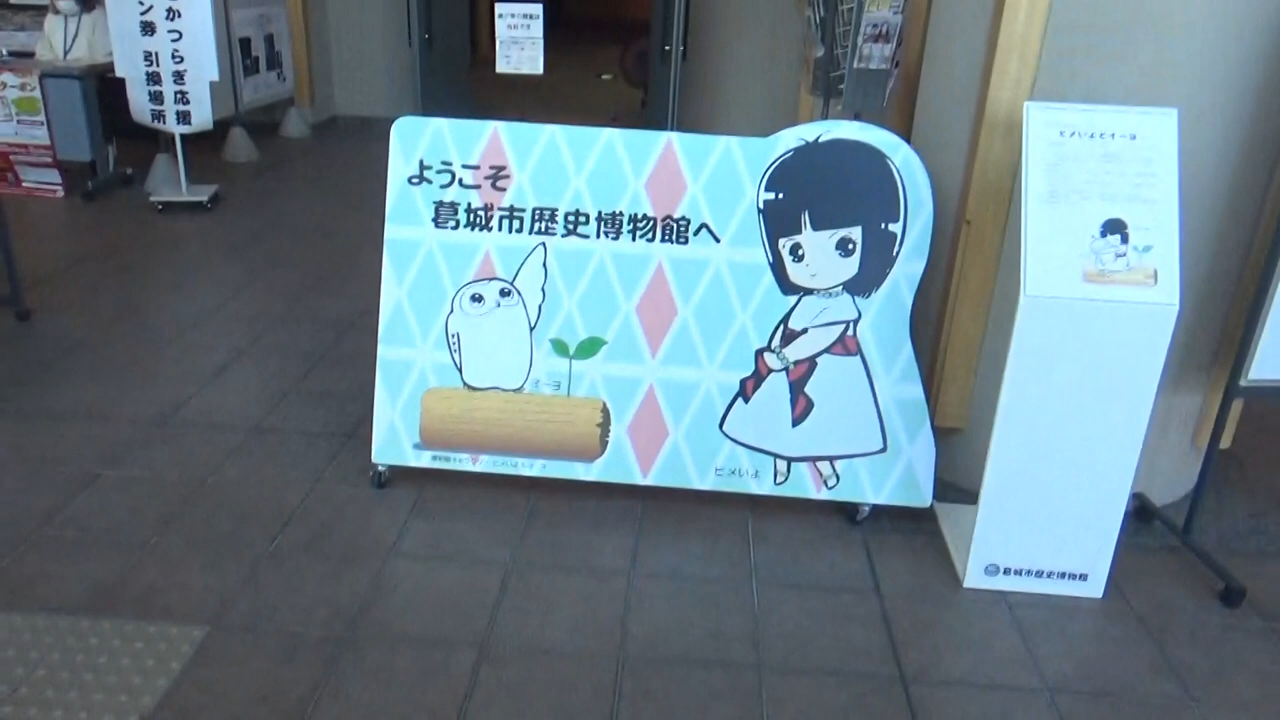 かつらぎ応援
ン券 引換場所
ようこそ
葛城市歴史博物館へ
ミーヨ
ヒメいよ
ヒメいよとミーヨ
葛城市歴史博物館